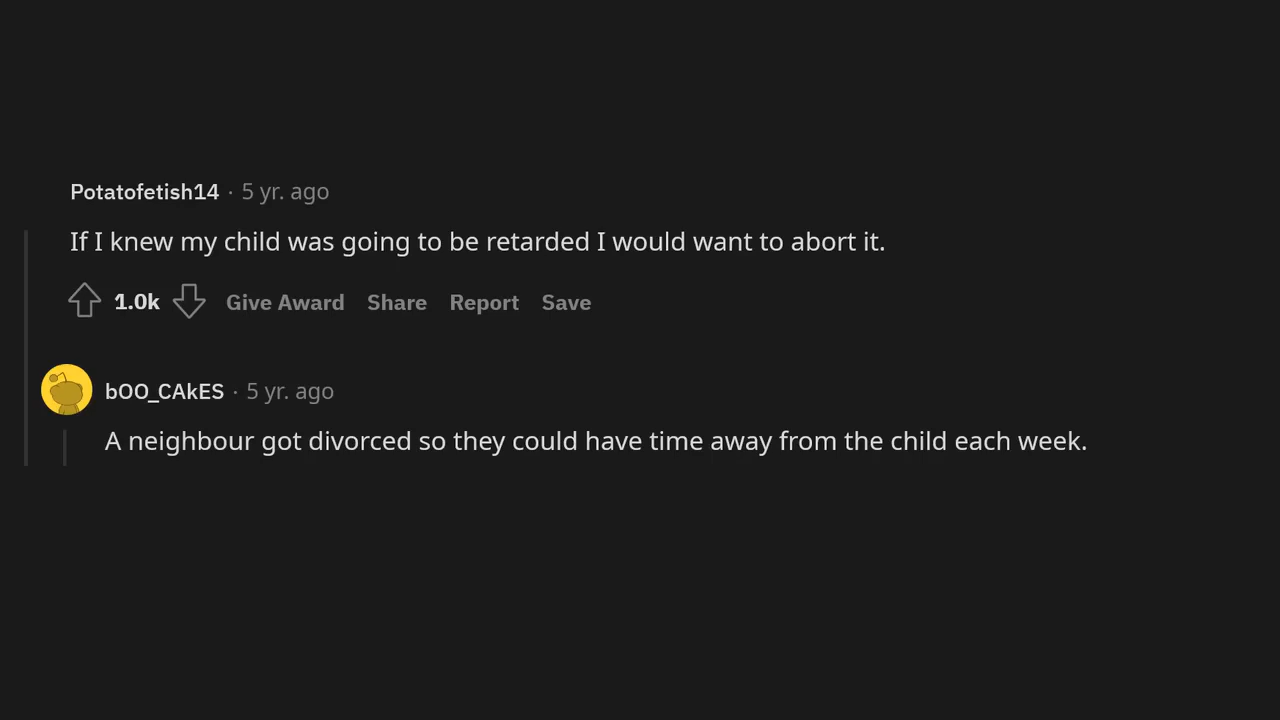 Potatofetish14 · 5 yr. ago
If I knew my child was going to be retarded I would want to abort it.
1.0k Give Award Share Report Save
bOO_CAkES · 5 yr. ago
A neighbour got divorced so they could have time away from the child each week.